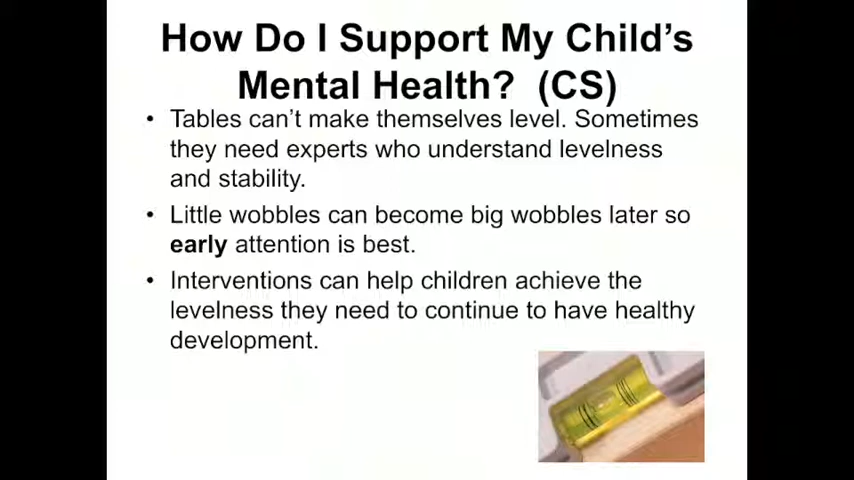 How Do I Support My Child’s
Mental Health?  (CS)
• Tables can’t make themselves level. Sometimes
they need experts who understand levelness
and stability.
• Little wobbles can become big wobbles later so
early attention is best.
• Interventions can help children achieve the
levelness they need to continue to have healthy
development.